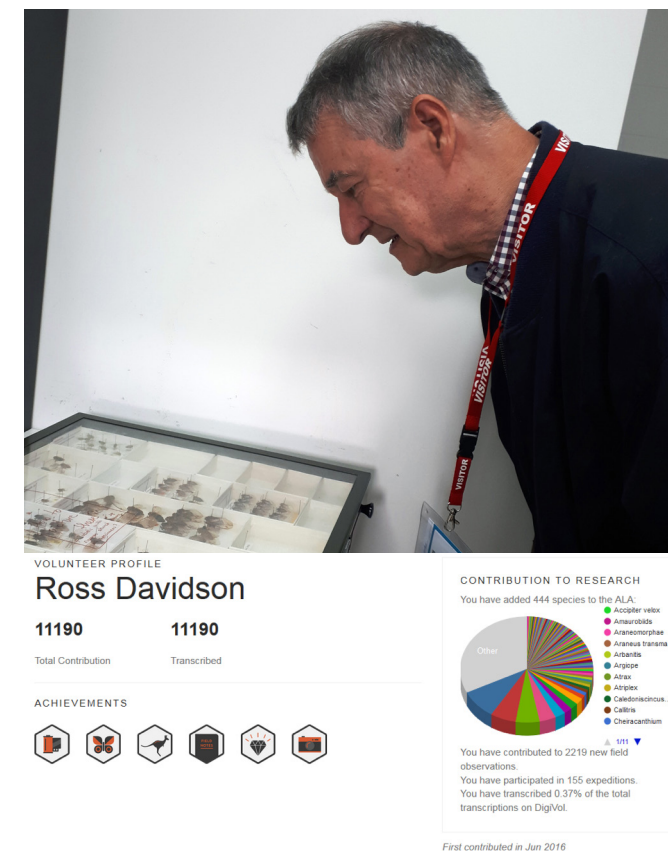 VISITOR
VISITOR
VISITOR
VISITOR
VOLUNTEER PROFILE
Ross Davidson
11190 11190
Total Contribution Transcribed
ACHIEVEMENTS
CONTRIBUTION TO RESEARCH
You have added 444 species to the ALA:
Other
Accipiter velox
Amaurobiids
Araneomorphae
Araneus transma
Arbanitis
Argiope
Atrax
Atriplex
Caledoniscincus...
Callitris
Cheiracanthium
1/11
You have contributed to 2219 new field
observations.
You have participated in 155 expeditions.
You have transcribed 0.37% of the total
transcriptions on DigiVol.
First contributed in Jun 2016